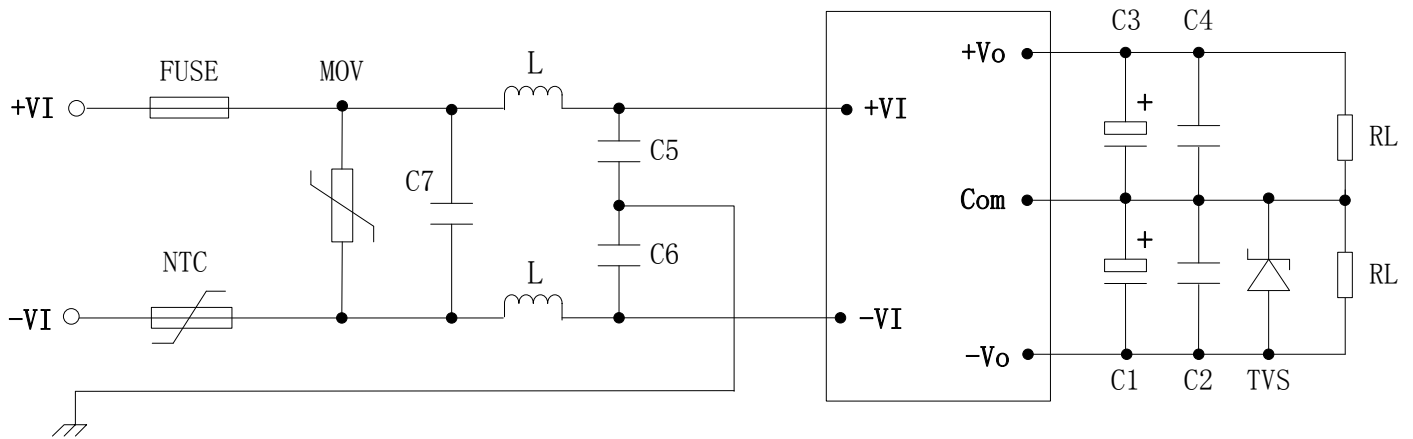 C3
C4
+Vo
FUSE
MOV
L
+VI
+VI
+
RL
C5
C7
Com
C6
+
NTC
L
RL
-VI
-VI
-Vo
C1
C2
TVS